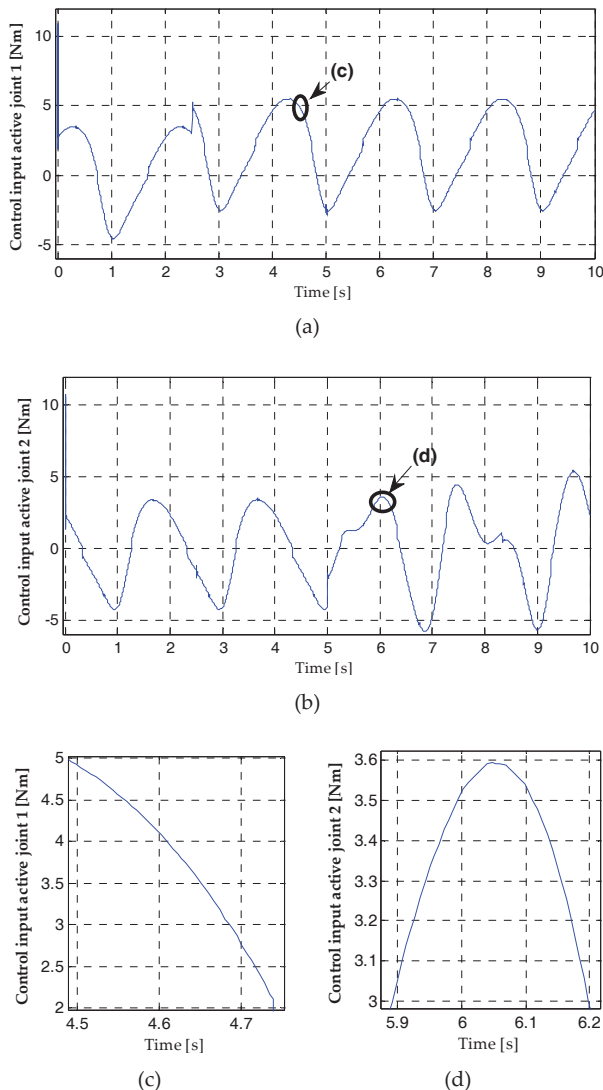 Control input active joint 1 [Nm]
10
5
0
-5
(c)
0 1 2 3 4 5 6 7 8 9 10
Time [s]
(a)
Control input active joint 2 [Nm]
10
5
0
-5
(d)
0 1 2 3 4 5 6 7 8 9 10
Time [s]
(b)
Control input active joint 1 [Nm]
5
4.5
4
3.5
3
2.5
2
4.5 4.6 4.7
Time [s]
(c)
Control input active joint 2 [Nm]
3.6
3.5
3.4
3.3
3.2
3.1
3
5.9 6 6.1 6.2
Time [s]
(d)